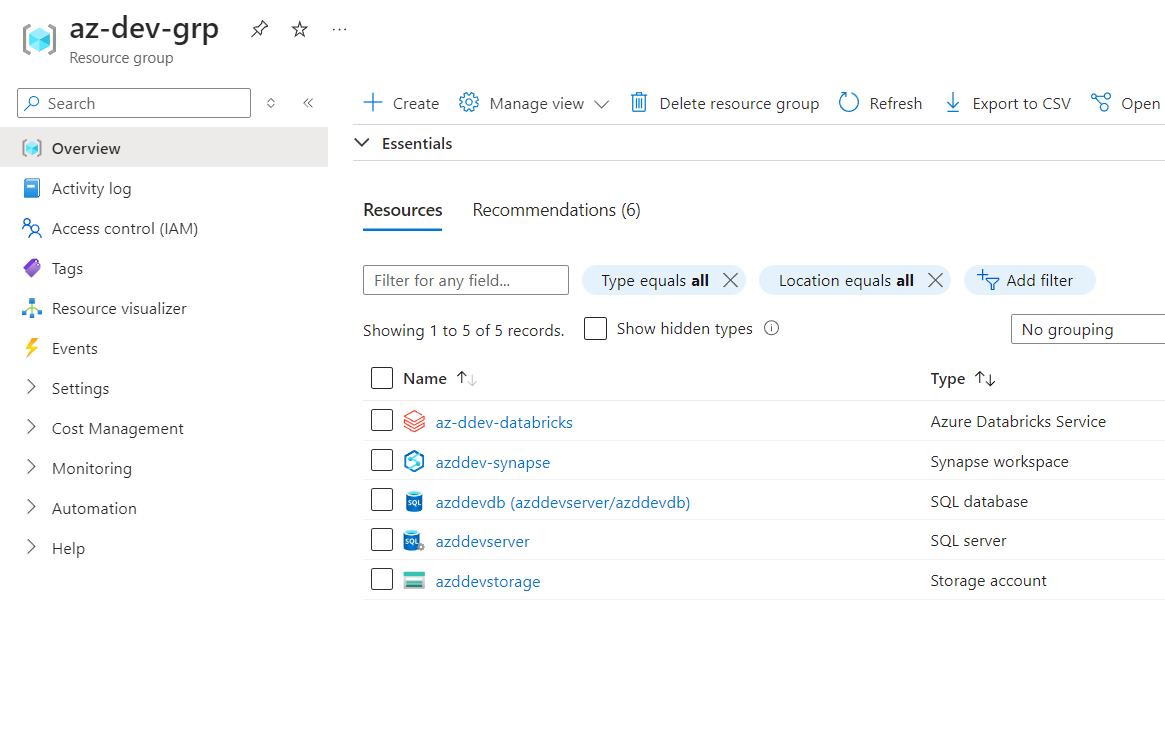 az-dev-grp
Resource group
Search
Create Manage view Delete resource group Refresh Export to CSV Open
Essentials
Overview
Activity log
Access control (IAM)
Tags
Resource visualizer
Events
Settings
Cost Management
Monitoring
Automation
Help
Resources Recommendations (6)
Filter for any field... Type equals all Location equals all Add filter
Showing 1 to 5 of 5 records. Show hidden types No grouping
Name Type
az-ddev-databricks Azure Databricks Service
azddev-synapse Synapse workspace
SQL azddevdb (azddevserver/azddevdb) SQL database
SQL azddevserver SQL server
azddevstorage Storage account